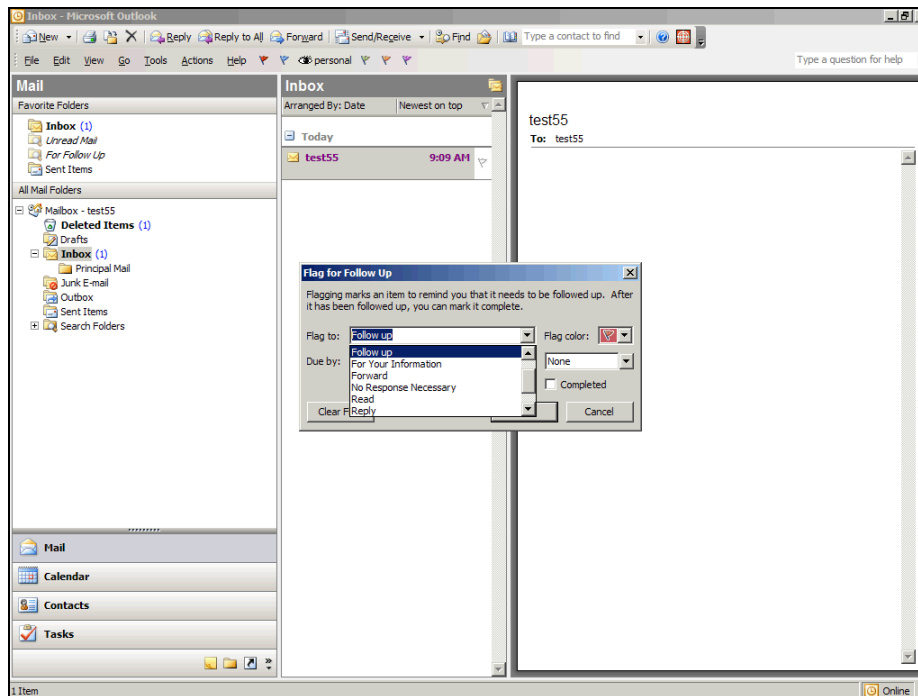 Inbox - Microsoft Outlook
New Reply Reply to All Forward Send/Receive Find Type a contact to find
File Edit View Go Tools Actions Help personal Type a question for help
Mail
Favorite Folders
Inbox (1)
Unread Mail
For Follow Up
Sent Items
All Mail Folders
Mailbox - test55
Deleted Items (1)
Drafts
Inbox (1)
Principal Mail
Junk E-mail
Outbox
Sent Items
Search Folders
Mail
Calendar
Contacts
Tasks
Inbox
Arranged By: Date Newest on top
Today
test55 9:09 AM
test55
To: test55
Flag for Follow Up
Flagging marks an item to remind you that it needs to be followed up. After
it has been followed up, you can mark it complete.
Flag to: Follow up Flag color:
Due by: None
Follow up
For Your Information
Forward
No Response Necessary
Read
Reply
Completed
Clear F Cancel
1 Item Online